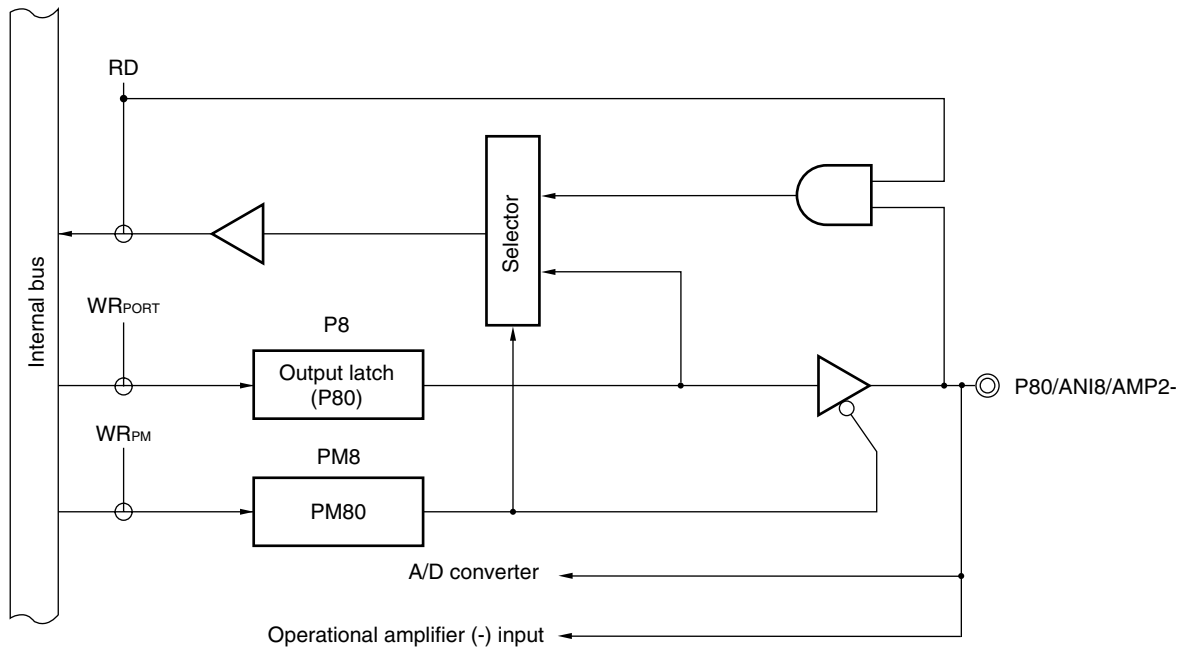 RD
Internal bus
Selector
WRPORT
P8
Output latch
(P80)
P80/ANI8/AMP2-
WRPM
PM8
PM80
A/D converter
Operational amplifier (-) input